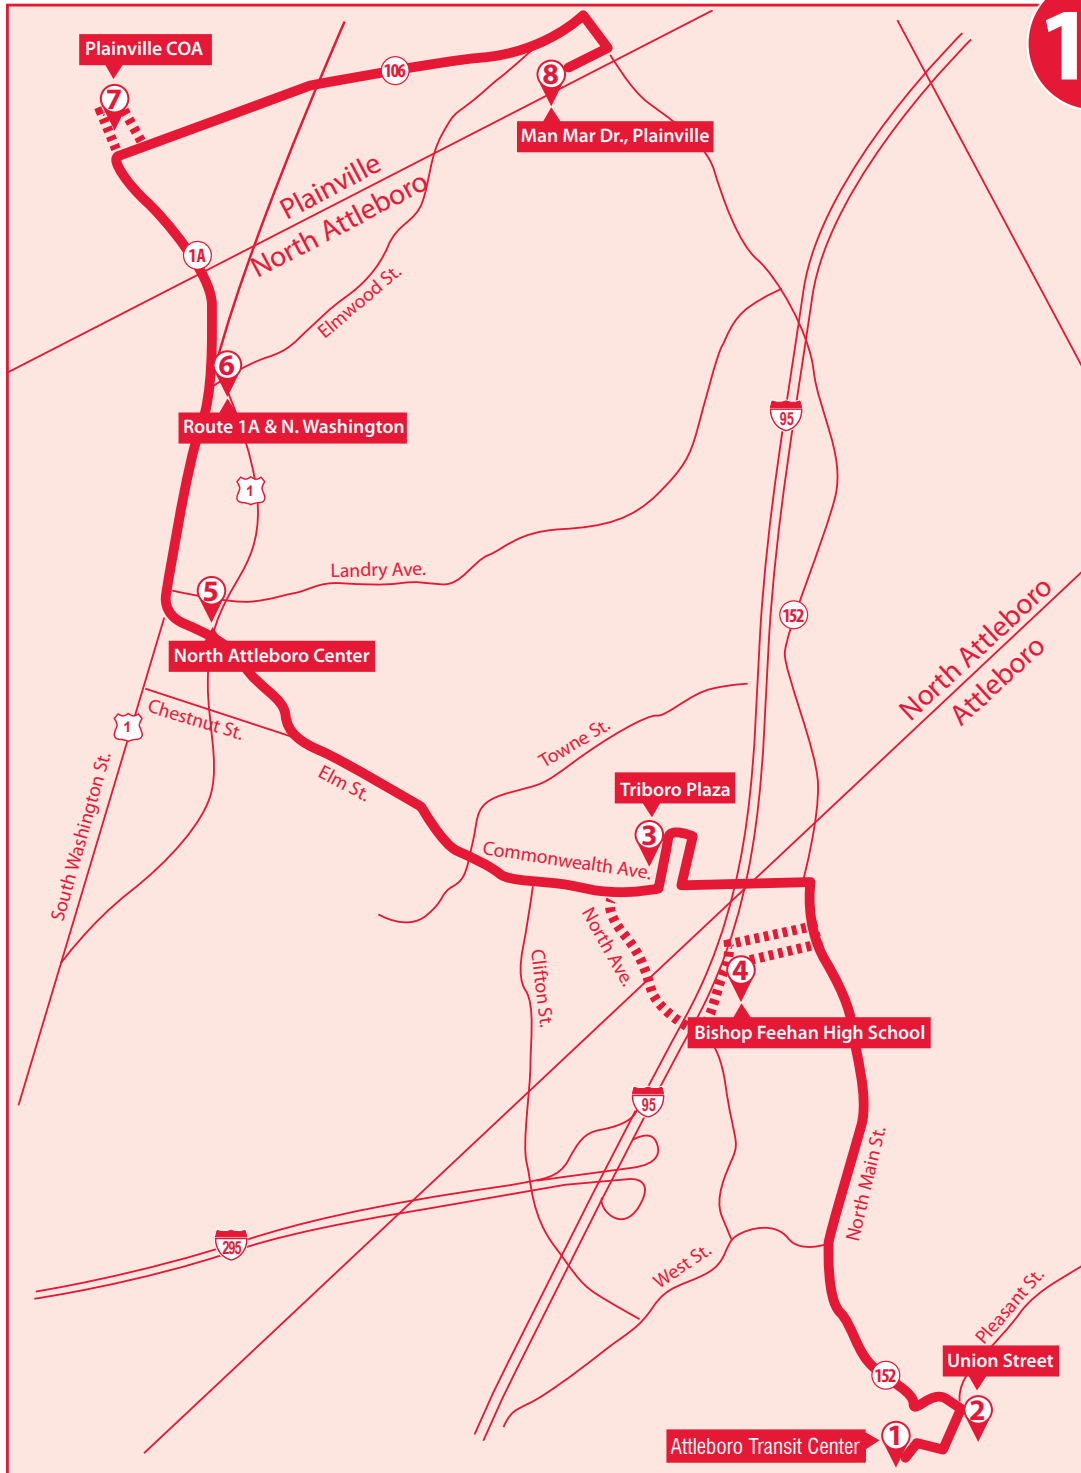 1
Plainville COA
7
106
8
Man Mar Dr., Plainville
Plainville
North Attleboro
1A
Elmwood St.
6
Route 1A & N. Washington
95
1
Landry Ave.
5
North Attleboro Center
152
North Attleboro
Attleboro
Chestnut St.
1
South Washington St.
Elm St.
Towne St.
Triboro Plaza
3
Commonwealth Ave.
North Ave.
Clifton St.
4
Bishop Feehan High School
95
North Main St.
295
West St.
Pleasant St.
Union Street
152
2
Attleboro Transit Center
1